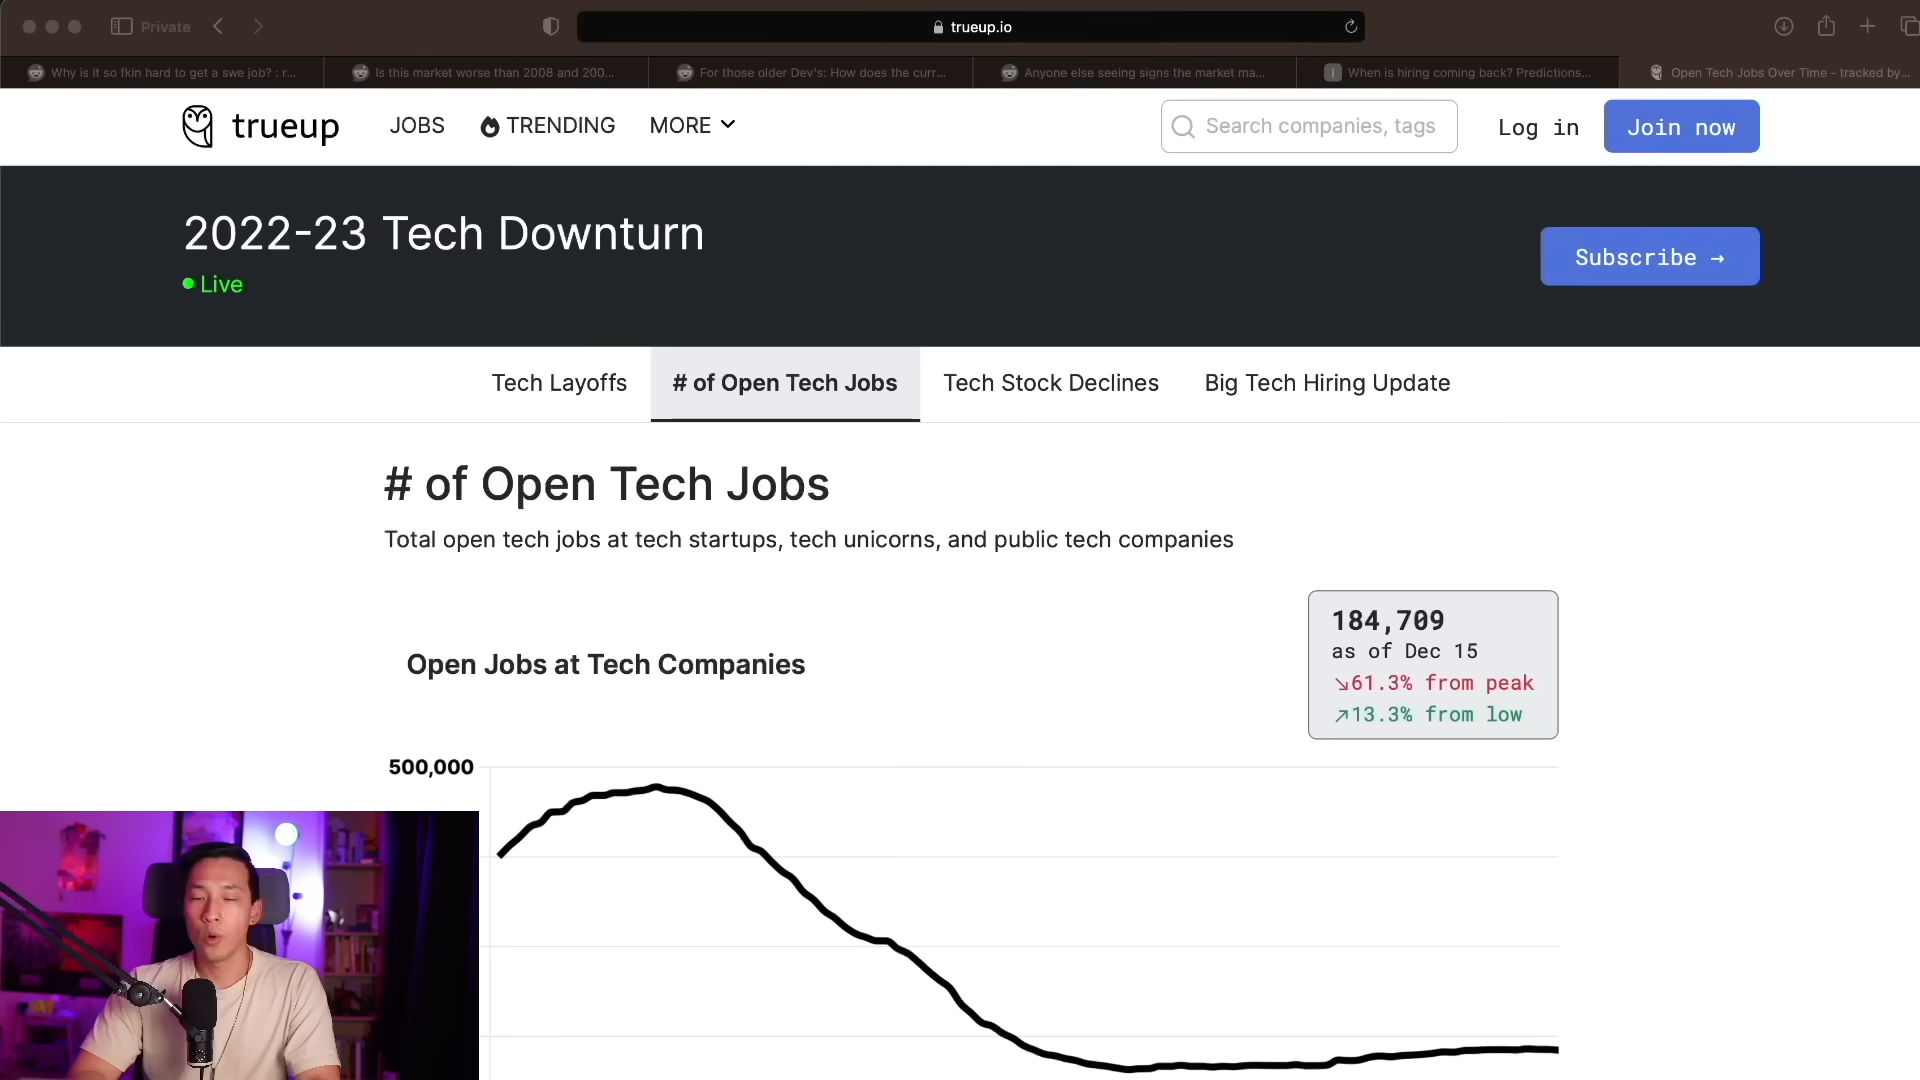 Private
trueup.io
Why is it so fkin hard to get a swe job? : r...
Is this market worse than 2008 and 200...
For those older Dev's: How does the curr...
Anyone else seeing signs the market ma...
When is hiring coming back? Predictions...
Open Tech Jobs Over Time - tracked by...
trueup
JOBS
TRENDING
MORE
Search companies, tags
Log in
Join now
2022-23 Tech Downturn
Live
Subscribe →
Tech Layoffs
# of Open Tech Jobs
Tech Stock Declines
Big Tech Hiring Update
# of Open Tech Jobs
Total open tech jobs at tech startups, tech unicorns, and public tech companies
184,709
as of Dec 15
↘61.3% from peak
↗13.3% from low
Open Jobs at Tech Companies
500,000